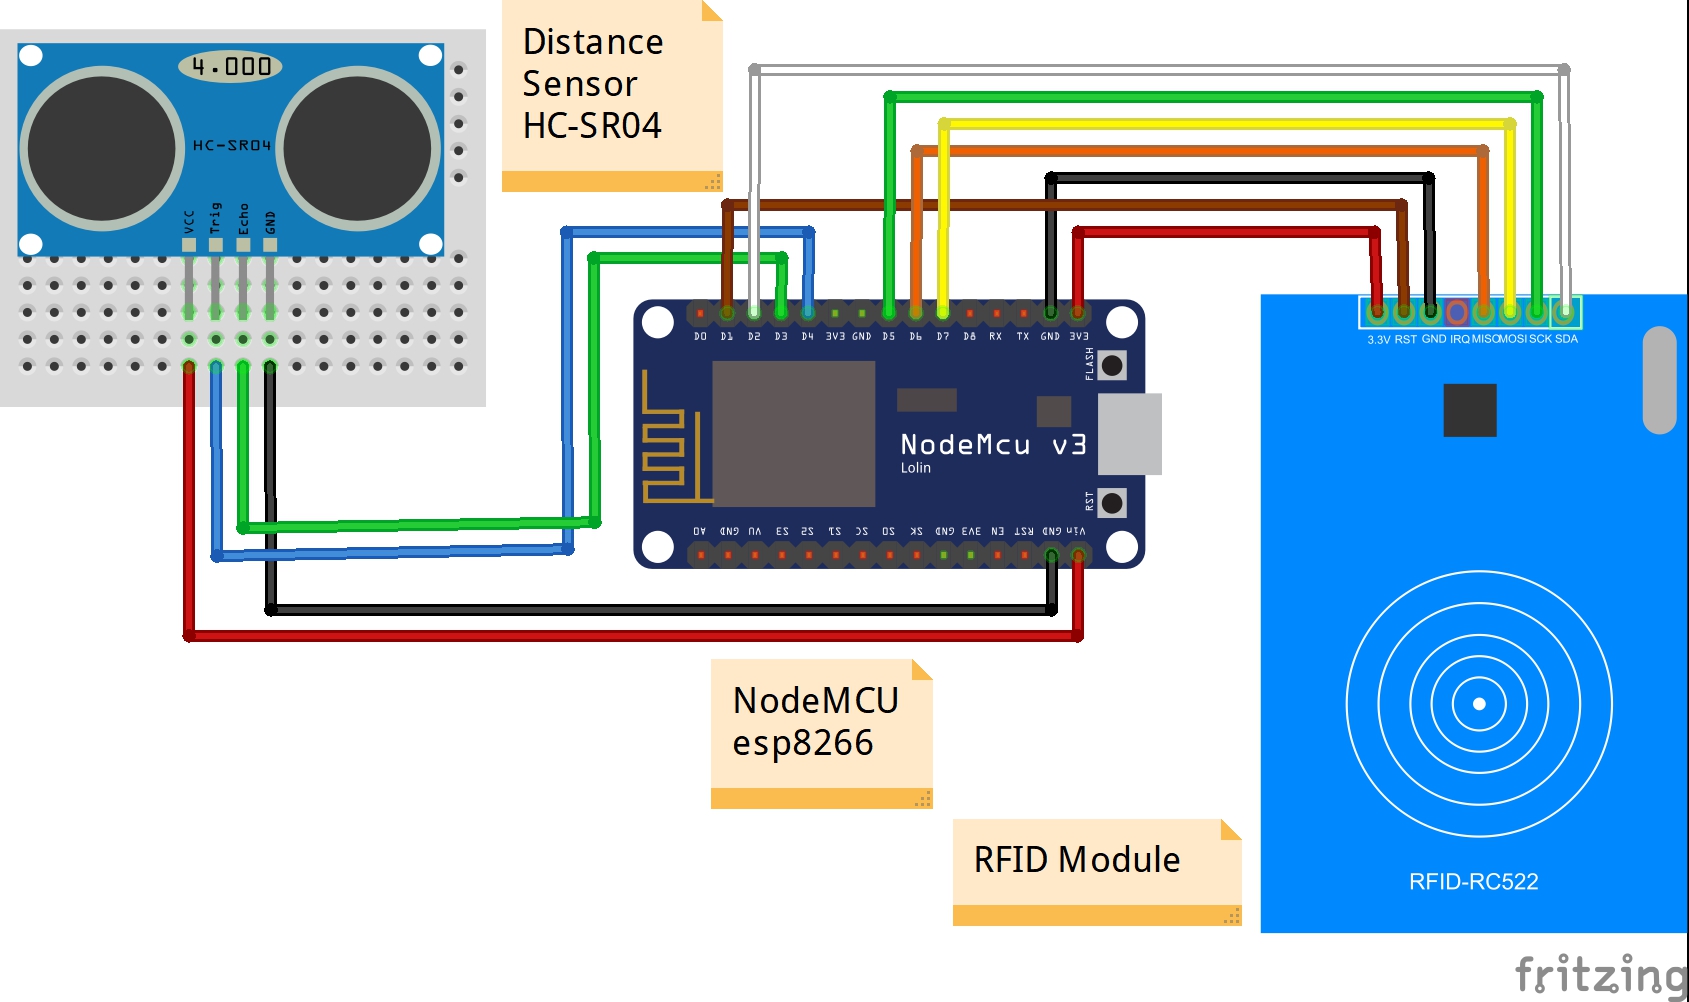 Distance
Sensor
HC-SR04
4.000
HC-SR04
VCC
Trig
Echo
GND
D0 D1 D2 D3 D4 3V3 GND D5 D6 D7 D8 RX TX GND 3V3
FLASH
NodeMcu v3
Lolin
RST
A0 GND VU S3 S2 S1 SC S0 SK GND 3V3 EN RST GND Vin
3.3V RST GND IRQ MISO MOSI SCK SDA
RFID-RC522
NodeMCU
esp8266
RFID Module
fritzing